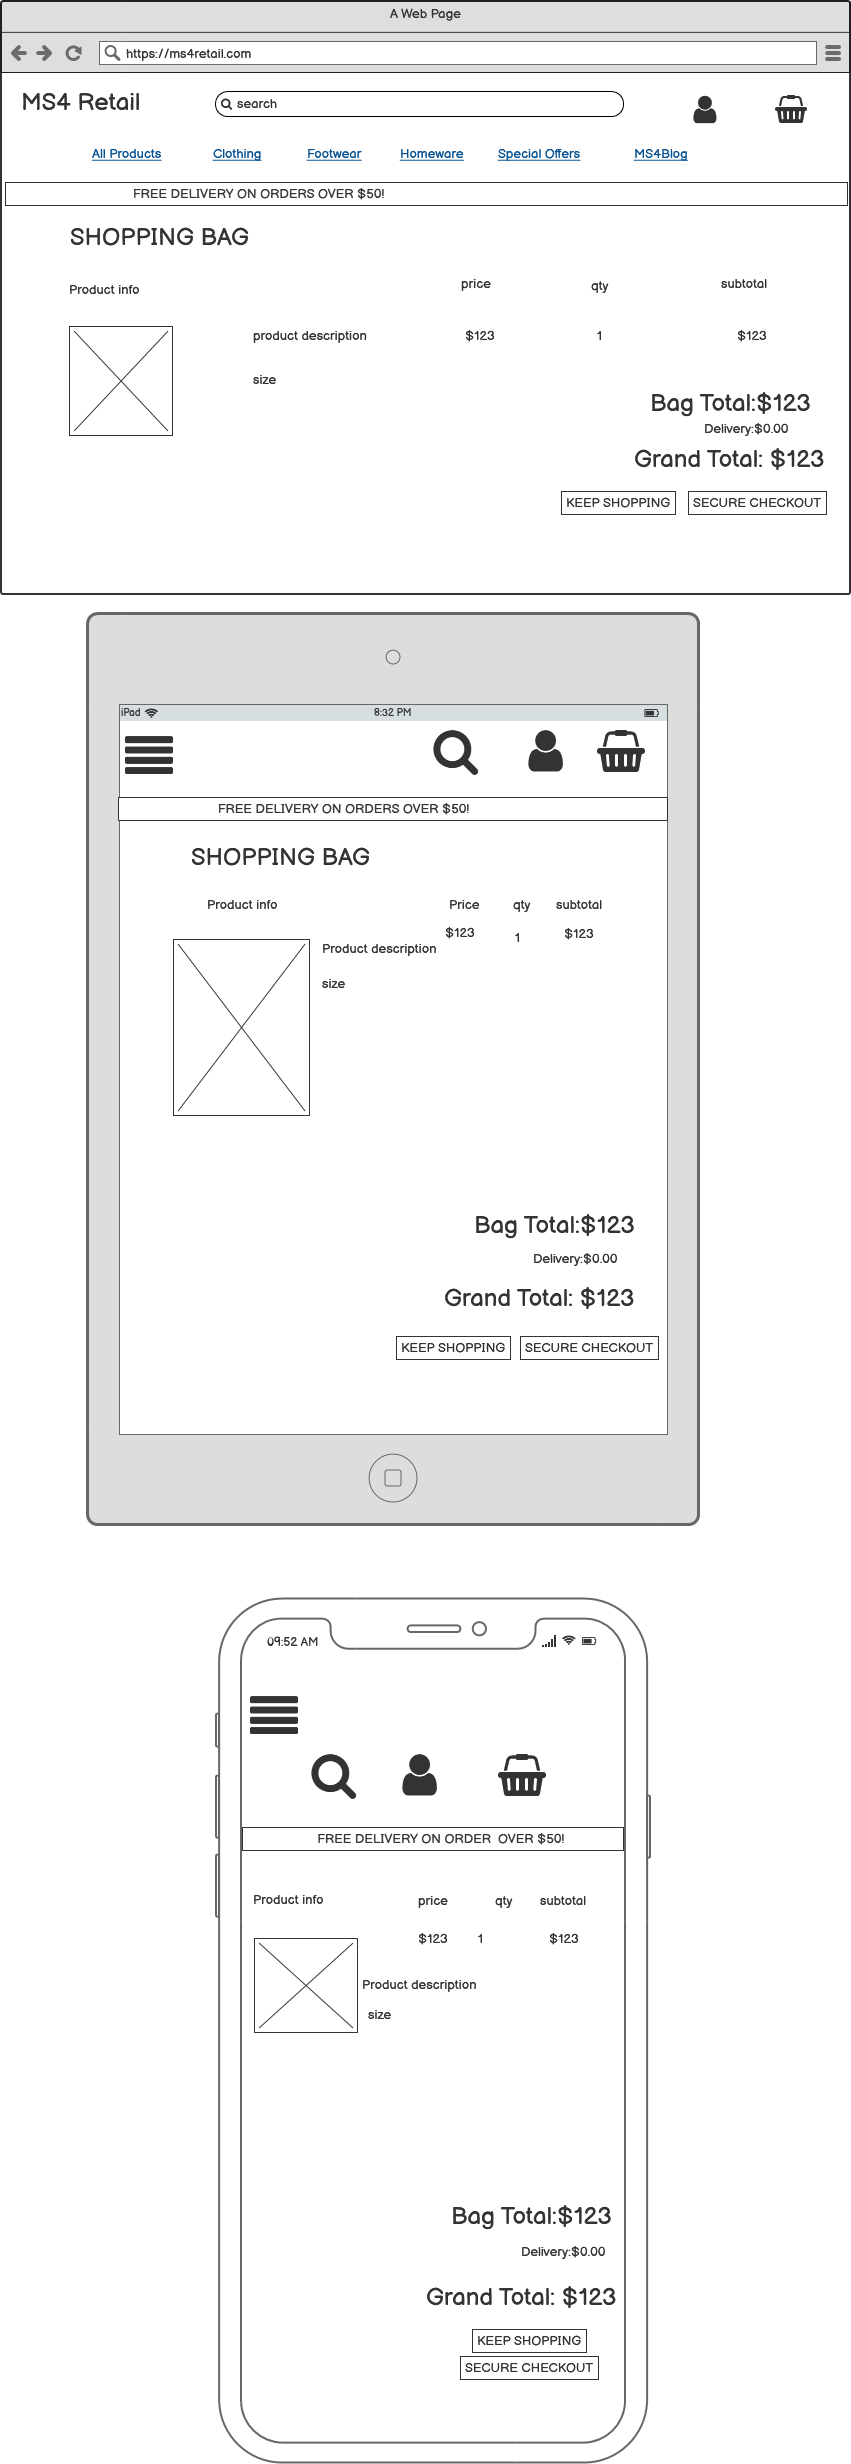 A Web Page
https://ms4retail.com
MS4 Retail
search
All Products Clothing Footwear Homeware Special Offers MS4Blog
FREE DELIVERY ON ORDERS OVER $50!
SHOPPING BAG
Product info price qty subtotal
product description $123 1 $123
size
Bag Total:$123
Delivery:$0.00
Grand Total: $123
KEEP SHOPPING SECURE CHECKOUT
iPad 8:32 PM
FREE DELIVERY ON ORDERS OVER $50!
SHOPPING BAG
Product info Price qty subtotal
$123 1 $123
Product description
size
Bag Total:$123
Delivery:$0.00
Grand Total: $123
KEEP SHOPPING SECURE CHECKOUT
09:52 AM
FREE DELIVERY ON ORDER  OVER $50!
Product info price qty subtotal
$123 1 $123
Product description
size
Bag Total:$123
Delivery:$0.00
Grand Total: $123
KEEP SHOPPING
SECURE CHECKOUT